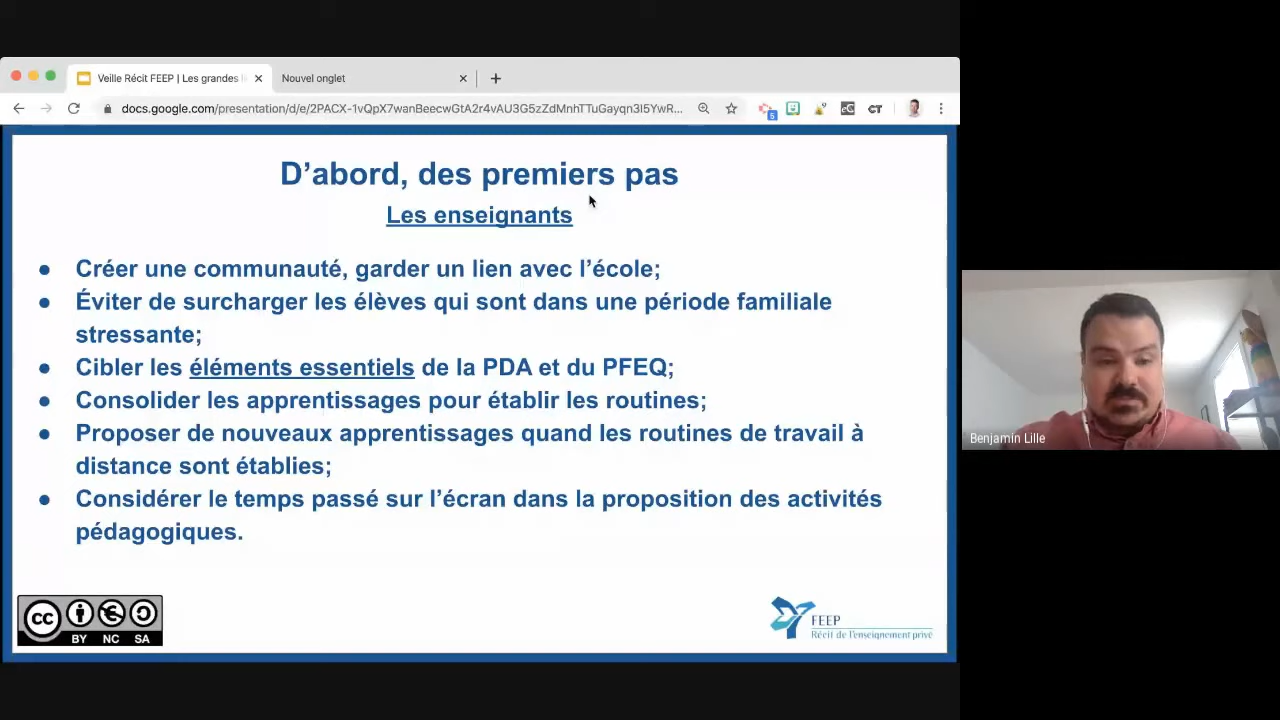 Veille Récit FEEP | Les grandes l
Nouvel onglet
docs.google.com/presentation/d/e/2PACX-1vQpX7wanBeecwGtA2r4vAU3G5zZdMnhTTuGayqn3I5YwR...
5
D’abord, des premiers pas
Les enseignants
● Créer une communauté, garder un lien avec l’école;
● Éviter de surcharger les élèves qui sont dans une période familiale
stressante;
● Cibler les éléments essentiels de la PDA et du PFEQ;
● Consolider les apprentissages pour établir les routines;
● Proposer de nouveaux apprentissages quand les routines de travail à
distance sont établies;
● Considérer le temps passé sur l’écran dans la proposition des activités
pédagogiques.
Benjamin Lille
cc
BY NC SA
FEEP
Récit de l'enseignement privé